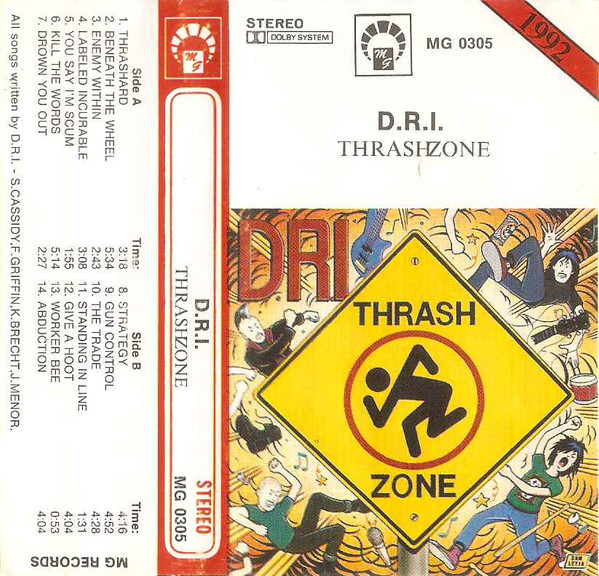 Side A Time: Side B Time:
1. THRASHARD 3:18 8. STRATEGY 4:16
2. BENEATH THE WHEEL 5:34 9. GUN CONTROL 4:52
3. ENEMY WITHIN 2:43 10. THE TRADE 4:28
4. LABELED INCURABLE 3:08 11. STANDING IN LINE 1:31
5. YOU SAY I'M SCUM 1:55 12. GIVE A HOOT 4:04
6. KILL THE WORDS 5:14 13. WORKER BEE 0:53
7. DROWN YOU OUT 2:27 14. ABDUCTION 4:04
All songs written by D.R.I. - S.CASSIDY,F.GRIFFIN,K.BRECHT,J.MENOR.
MG RECORDS
MG
D.R.I.
THRASHZONE
STEREO
MG 0305
STEREO
DOLBY SYSTEM
MG
MG 0305
1992
D.R.I.
THRASHZONE
DRI
THRASH
ZONE